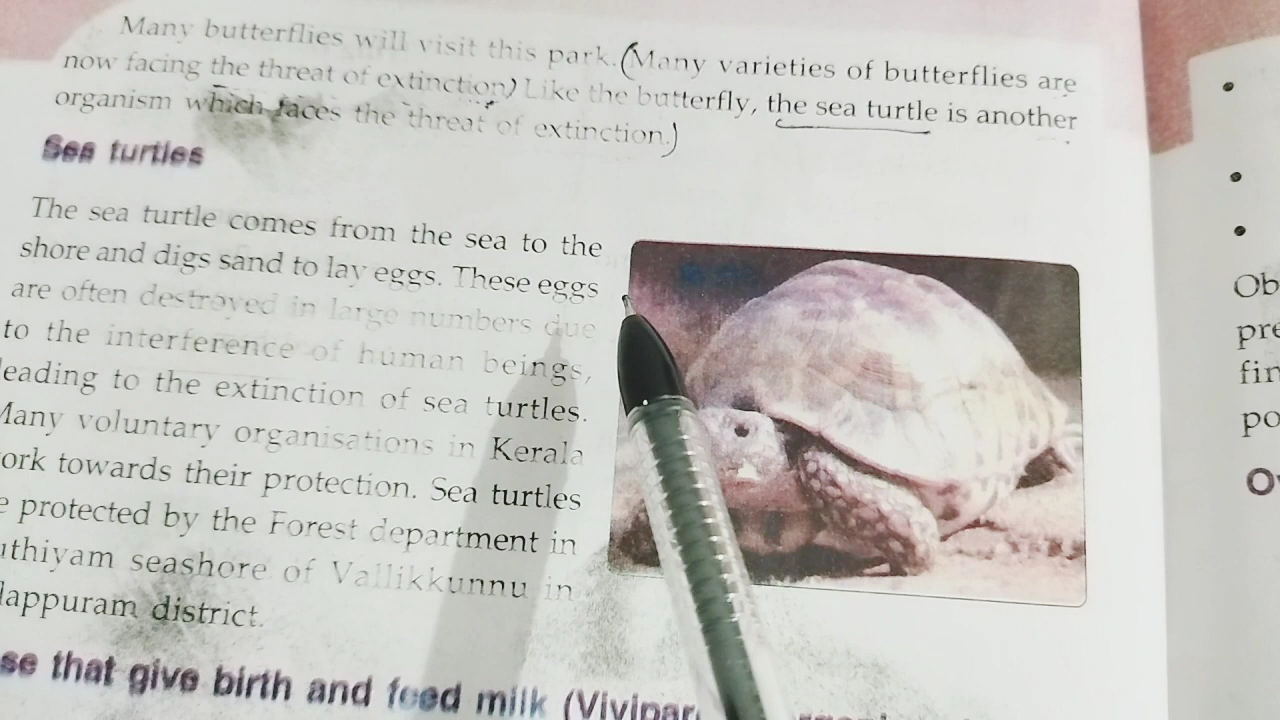 Many butterflies will visit this park. (Many varieties of butterflies are
now facing the threat of extinction) Like the butterfly, the sea turtle is another
organism which faces the threat of extinction.)
Sea turtles
The sea turtle comes from the sea to the
shore and digs sand to lay eggs. These eggs
are often destroyed in large numbers due
to the interference of human beings,
leading to the extinction of sea turtles.
Many voluntary organisations in Kerala
work towards their protection. Sea turtles
protected by the Forest department in
seashore of Vallikkunnu in
district.
that give birth and feed milk
Ob
pre
fin
po